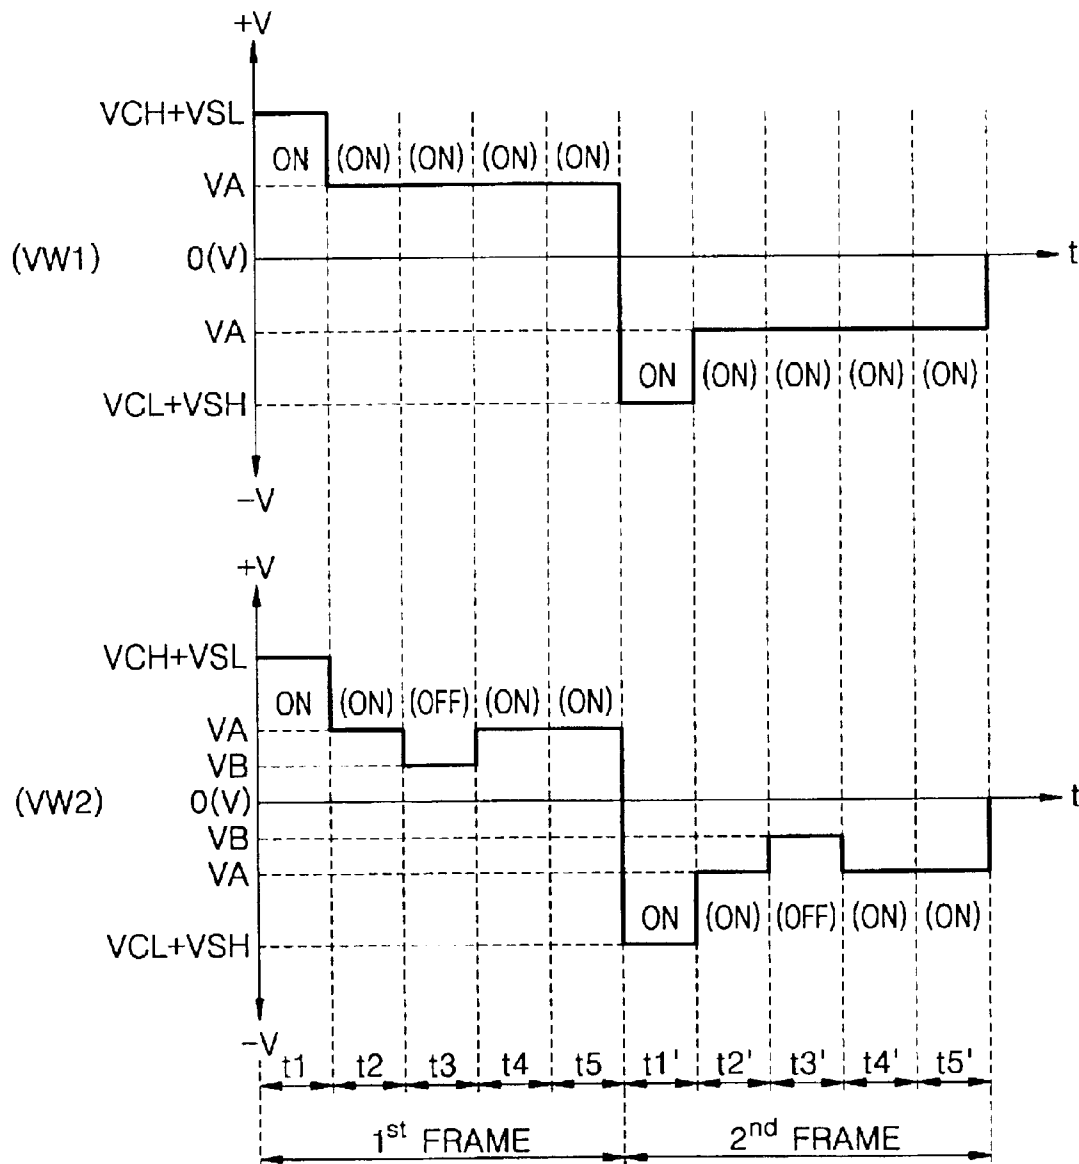 +V
VCH+VSL
ON (ON) (ON) (ON) (ON)
VA
(VW1) 0(V) t
VA
ON (ON) (ON) (ON) (ON)
VCL+VSH
−V
+V
VCH+VSL
ON (ON) (OFF) (ON) (ON)
VA
VB
(VW2) 0(V) t
VB
VA
ON (ON) (OFF) (ON) (ON)
VCL+VSH
−V
t1 t2 t3 t4 t5 t1' t2' t3' t4' t5'
1st FRAME 2nd FRAME